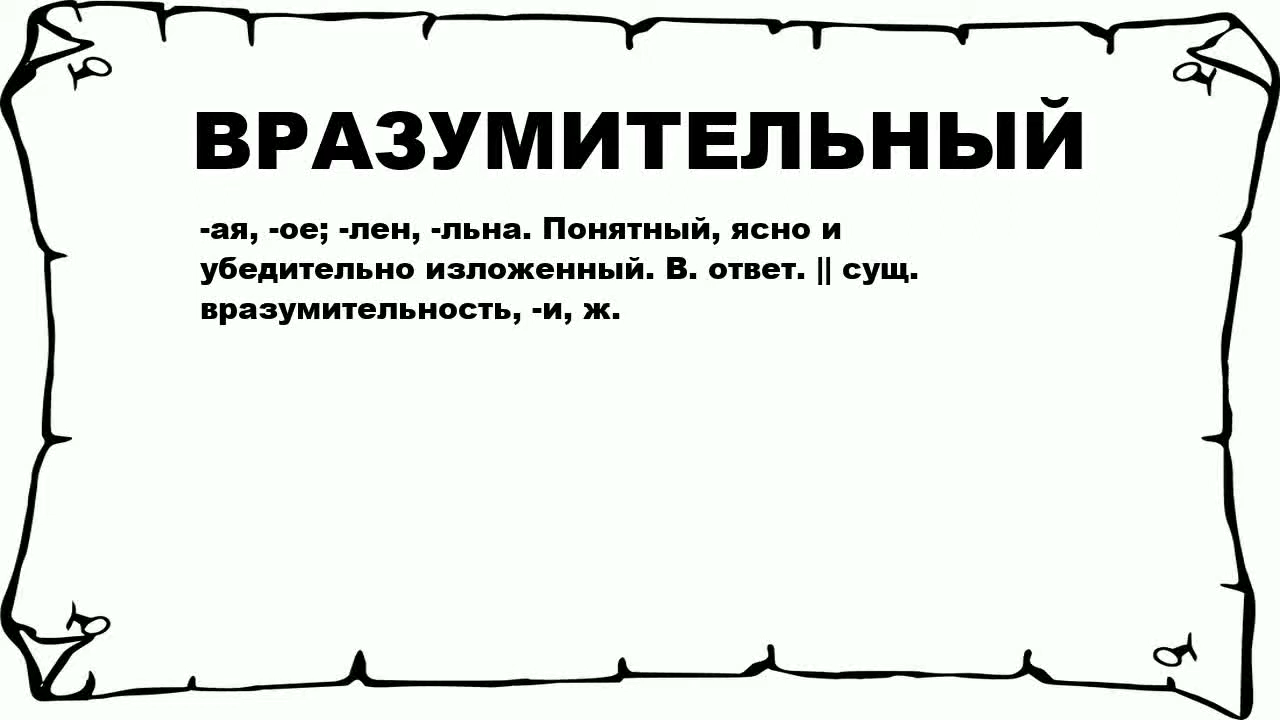 ВРАЗУМИТЕЛЬНЫЙ
-ая, -ое; -лен, -льна. Понятный, ясно и
убедительно изложенный. В. ответ. || сущ.
вразумительность, -и, ж.